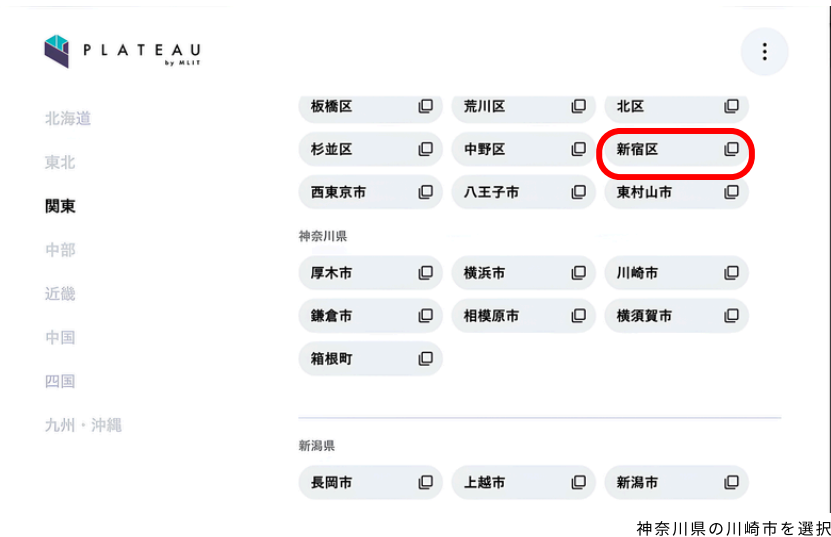 PLATEAU
by MLIT
北海道
東北
関東
中部
近畿
中国
四国
九州・沖縄
板橋区
荒川区
北区
杉並区
中野区
新宿区
西東京市
八王子市
東村山市
神奈川県
厚木市
横浜市
川崎市
鎌倉市
相模原市
横須賀市
箱根町
新潟県
長岡市
上越市
新潟市
神奈川県の川崎市を選択